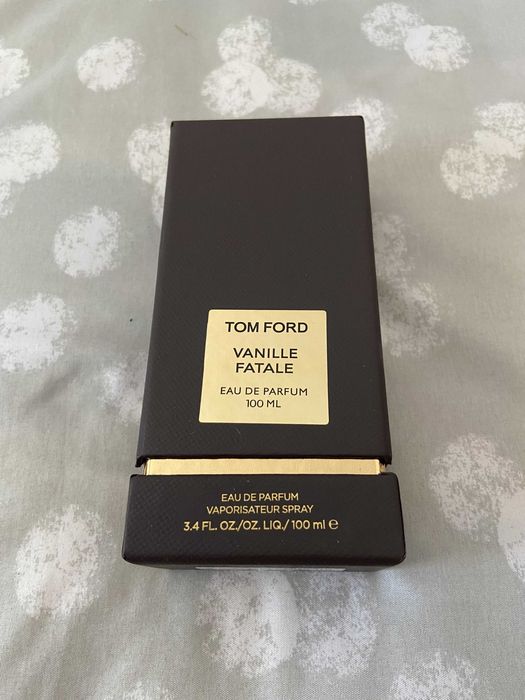 TOM FORD
VANILLE
FATALE
EAU DE PARFUM
100 ML
EAU DE PARFUM
VAPORISATEUR SPRAY
3.4 FL. OZ./OZ. LIQ./ 100 ml ℮